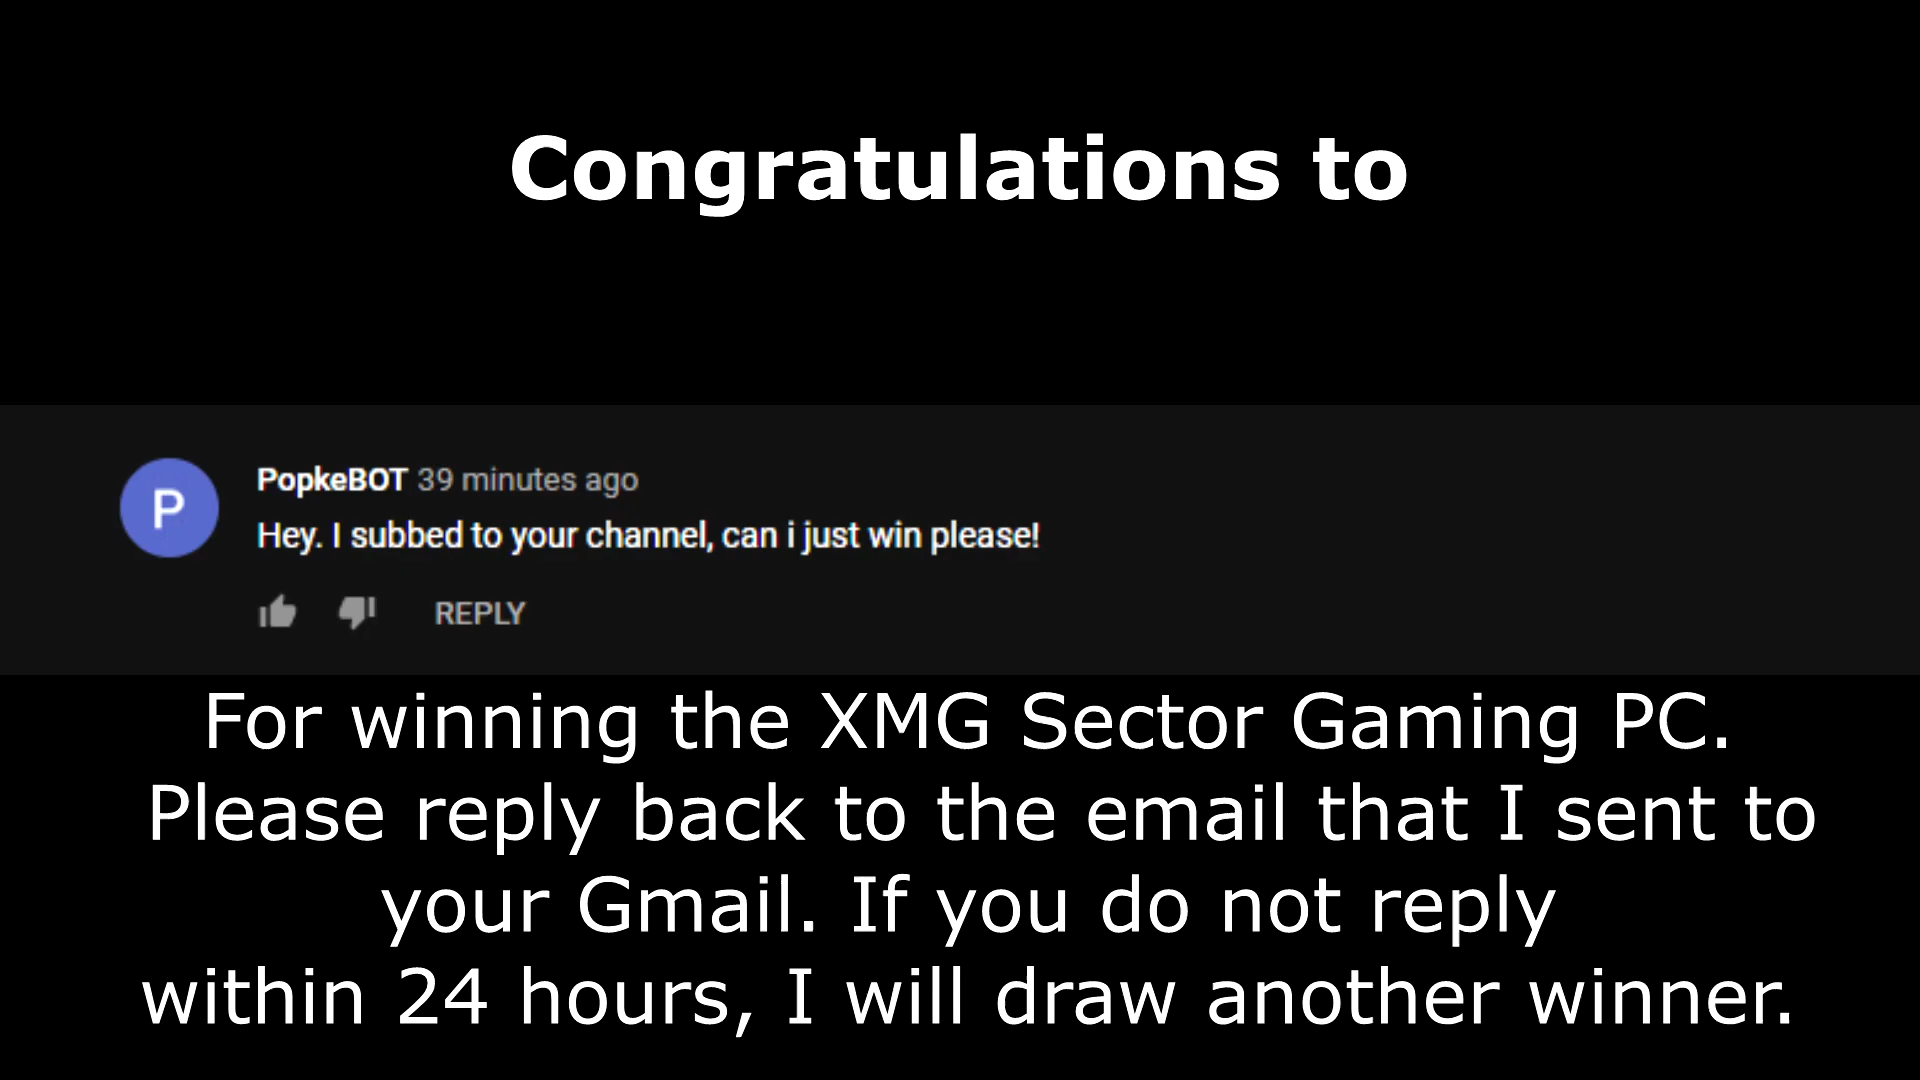 Congratulations to
P
PopkeBOT 39 minutes ago
Hey. I subbed to your channel, can i just win please!
REPLY
For winning the XMG Sector Gaming PC.
Please reply back to the email that I sent to
your Gmail. If you do not reply
within 24 hours, I will draw another winner.